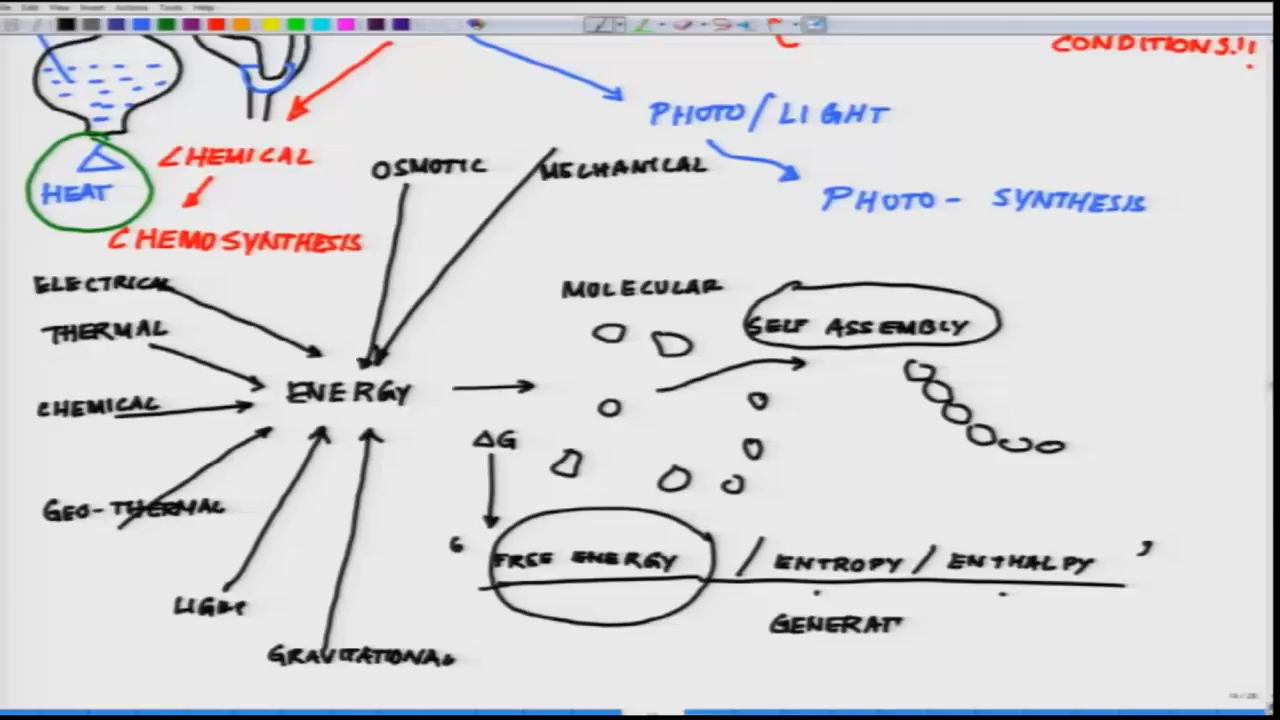 CONDITIONS!!
PHOTO/LIGHT
CHEMICAL
OSMOTIC
MECHANICAL
HEAT
PHOTO - SYNTHESIS
CHEMOSYNTHESIS
ELECTRICAL
MOLECULAR
SELF ASSEMBLY
THERMAL
ENERGY
CHEMICAL
ΔG
GEO-THERMAL
' FREE ENERGY / ENTROPY / ENTHALPY '
LIGHT
GENERAT
GRAVITATIONAL